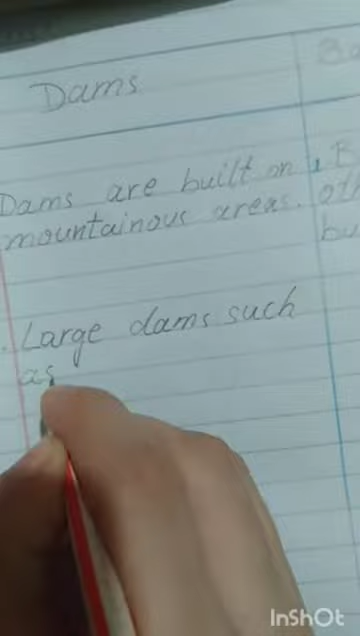 Dams
Dams are built on
mountainous areas.
Large dams such
as
InShOt